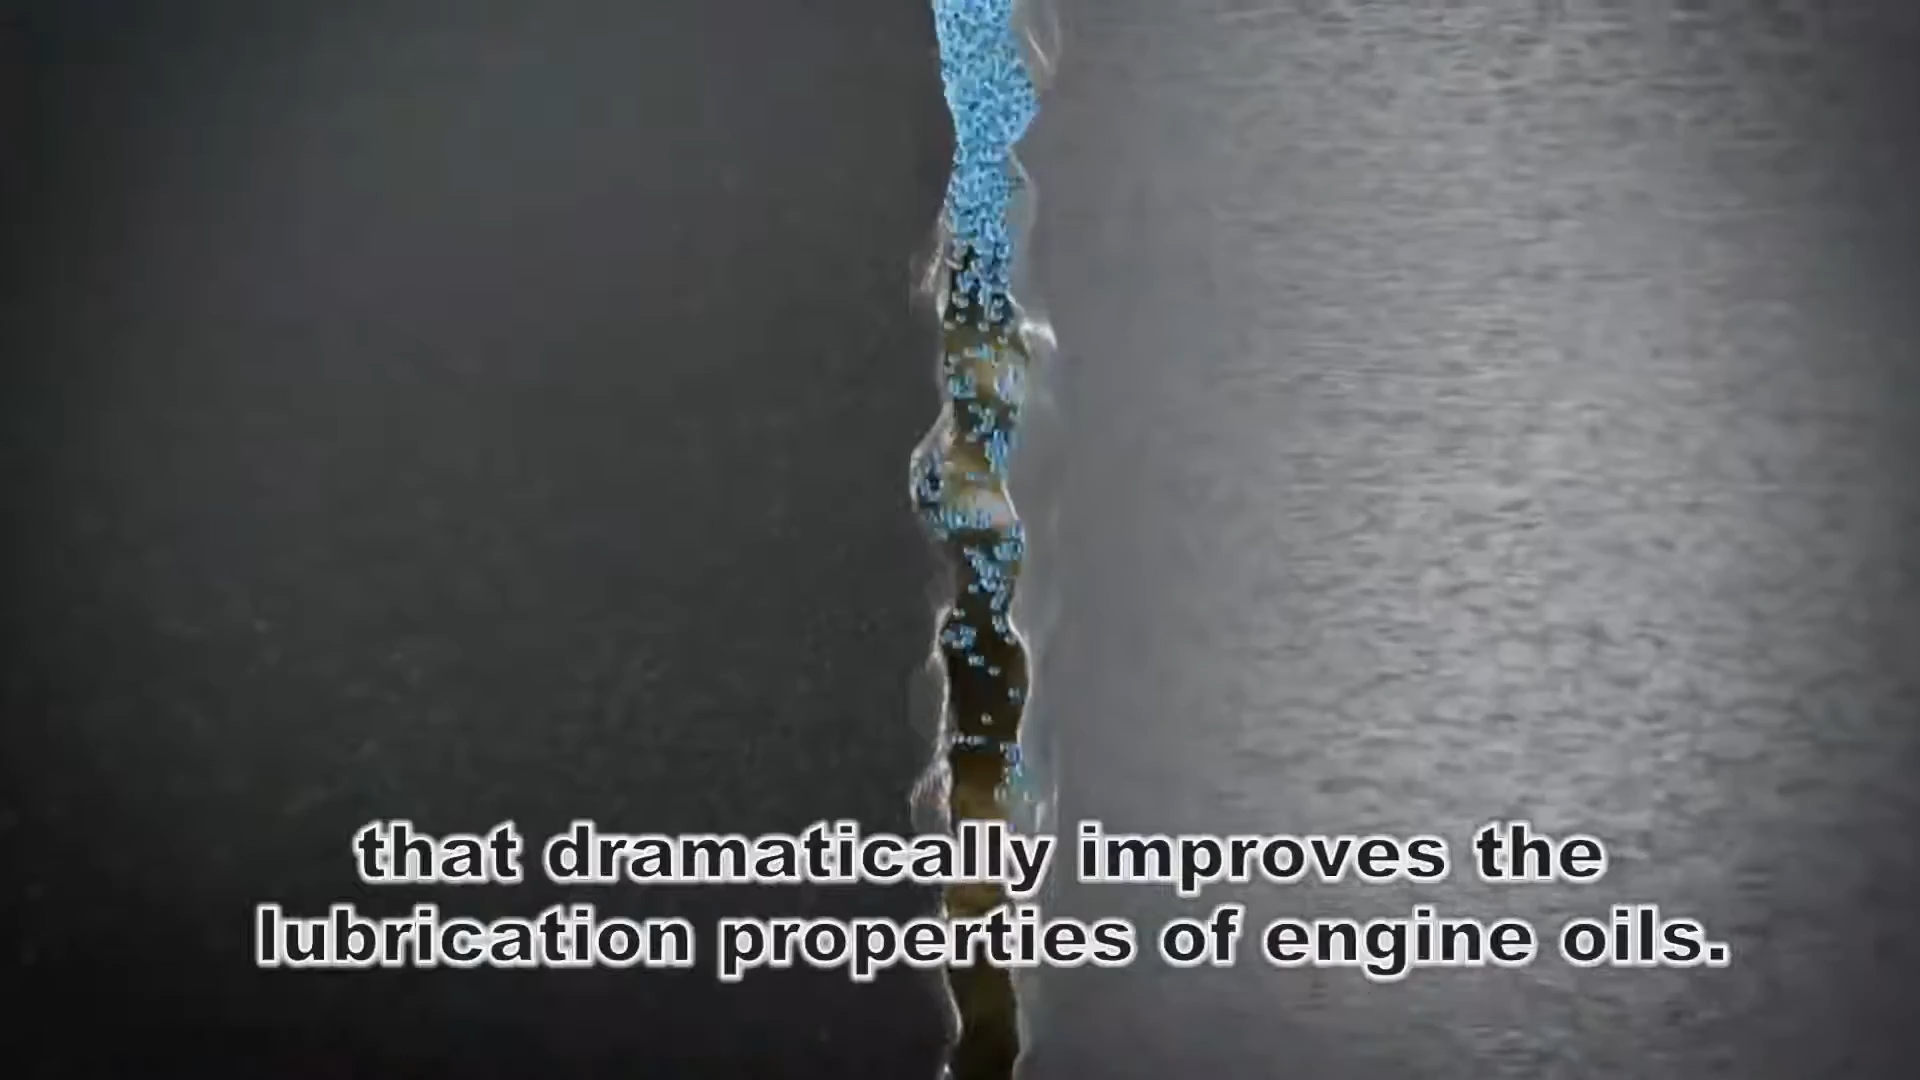 that dramatically improves the
lubrication properties of engine oils.